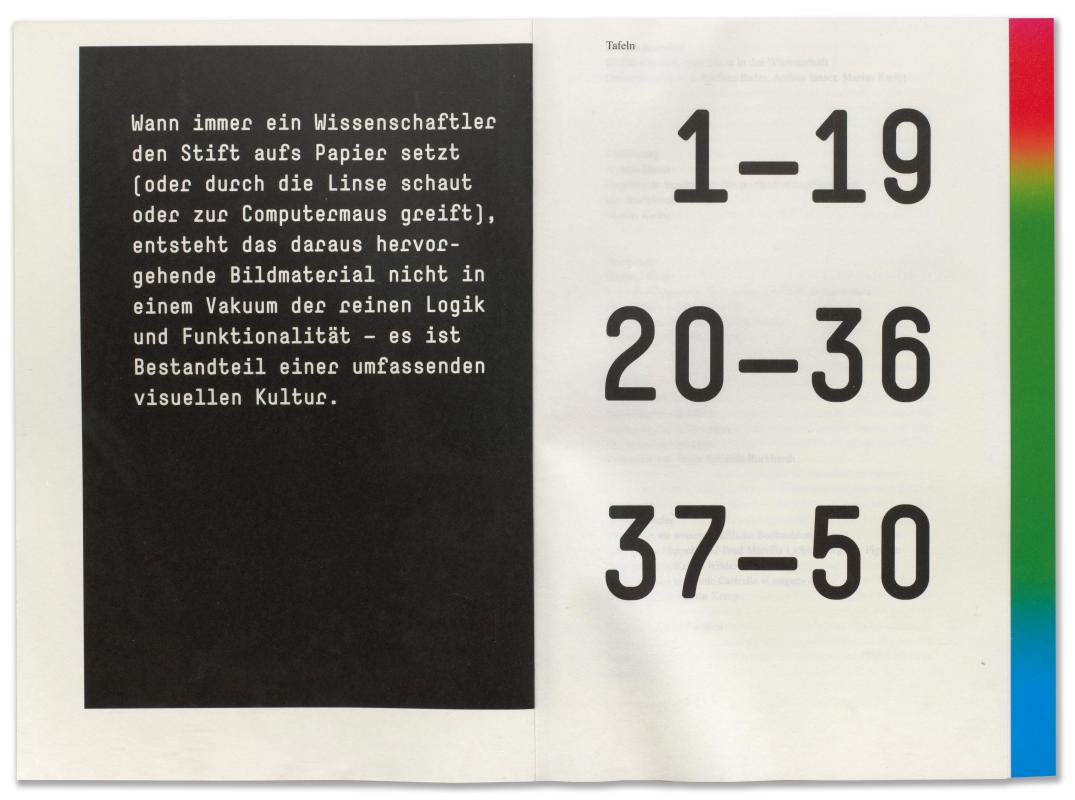 Wann immer ein Wissenschaftler
den Stift aufs Papier setzt
(oder durch die Linse schaut
oder zur Computermaus greift),
entsteht das daraus hervor-
gehende Bildmaterial nicht in
einem Vakuum der reinen Logik
und Funktionalität – es ist
Bestandteil einer umfassenden
visuellen Kultur.
Tafeln
1–19
20–36
37–50